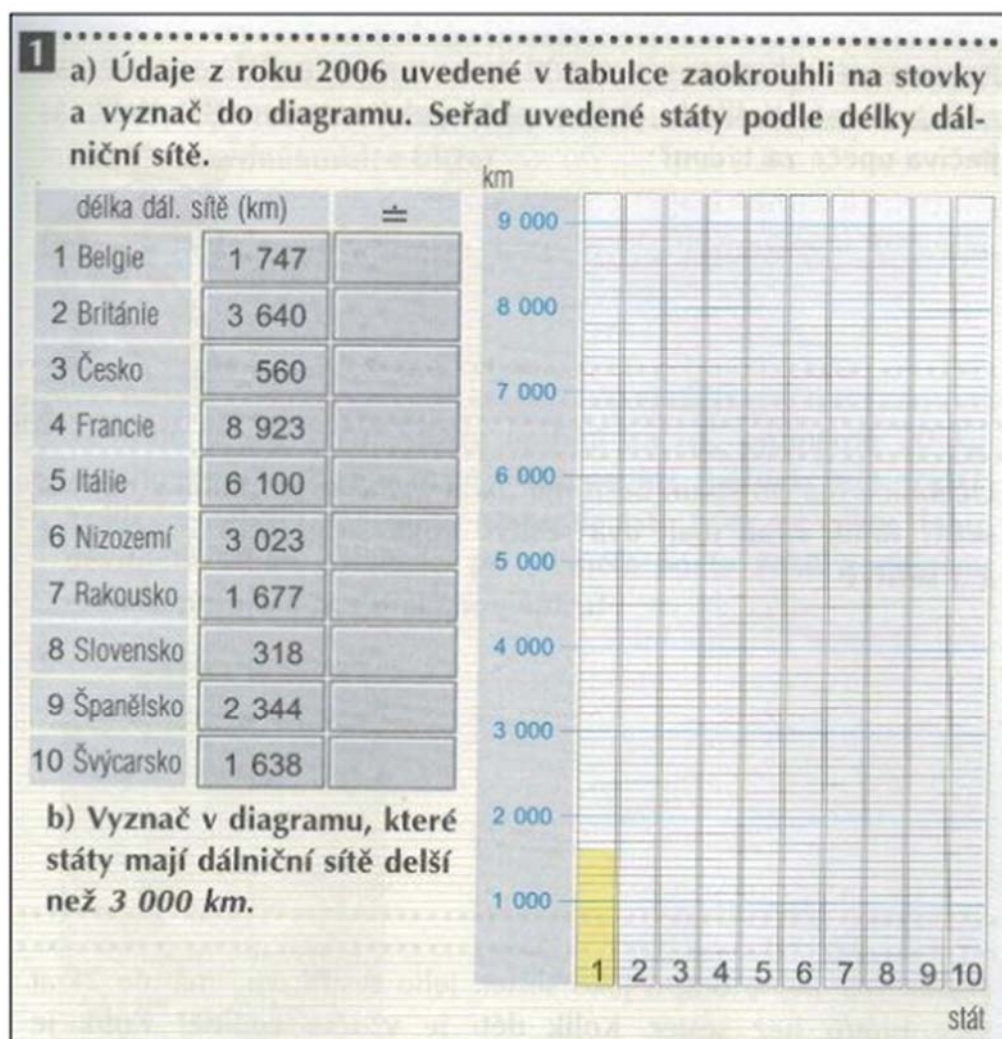 1
a) Údaje z roku 2006 uvedené v tabulce zaokrouhli na stovky
a vyznač do diagramu. Seřaď uvedené státy podle délky dál-
niční sítě.
délka dál. sítě (km) ≐
1 Belgie 1 747
2 Británie 3 640
3 Česko 560
4 Francie 8 923
5 Itálie 6 100
6 Nizozemí 3 023
7 Rakousko 1 677
8 Slovensko 318
9 Španělsko 2 344
10 Švýcarsko 1 638
b) Vyznač v diagramu, které
státy mají dálniční sítě delší
než 3 000 km.
km
9 000
8 000
7 000
6 000
5 000
4 000
3 000
2 000
1 000
1 2 3 4 5 6 7 8 9 10
stát